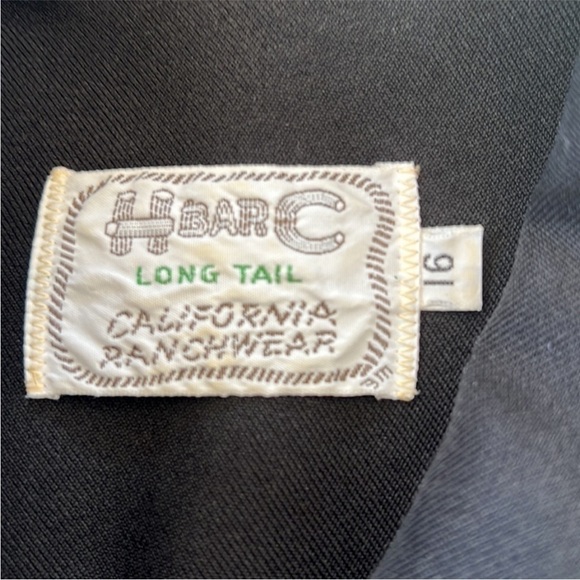 H BAR C
LONG TAIL
CALIFORNIA
RANCHWEAR
16